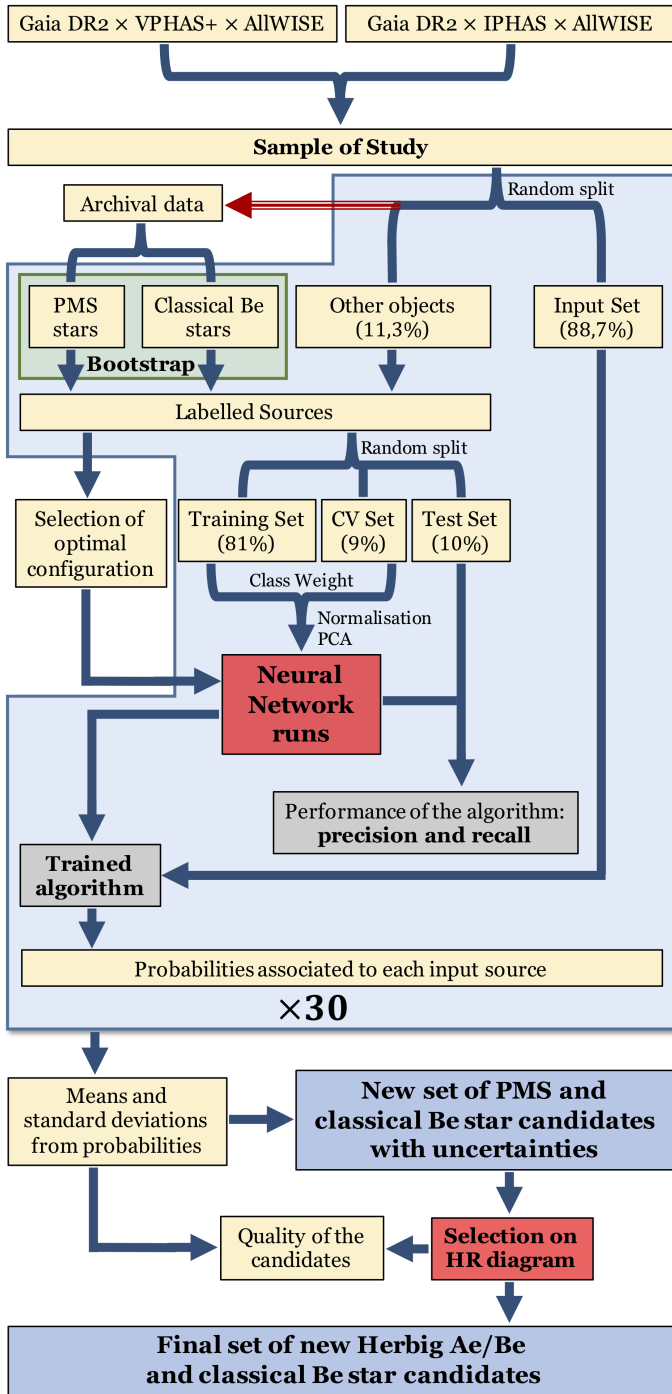 Gaia DR2 × VPHAS+ × AllWISE
Gaia DR2 × IPHAS × AllWISE
Sample of Study
Random split
Archival data
PMS
stars
Classical Be
stars
Bootstrap
Other objects
(11,3%)
Input Set
(88,7%)
Labelled Sources
Random split
Selection of
optimal
configuration
Training Set
(81%)
CV Set
(9%)
Test Set
(10%)
Class Weight
Normalisation
PCA
Neural
Network
runs
Performance of the algorithm:
precision and recall
Trained
algorithm
Probabilities associated to each input source
×30
Means and
standard deviations
from probabilities
New set of PMS and
classical Be star candidates
with uncertainties
Quality of the
candidates
Selection on
HR diagram
Final set of new Herbig Ae/Be
and classical Be star candidates